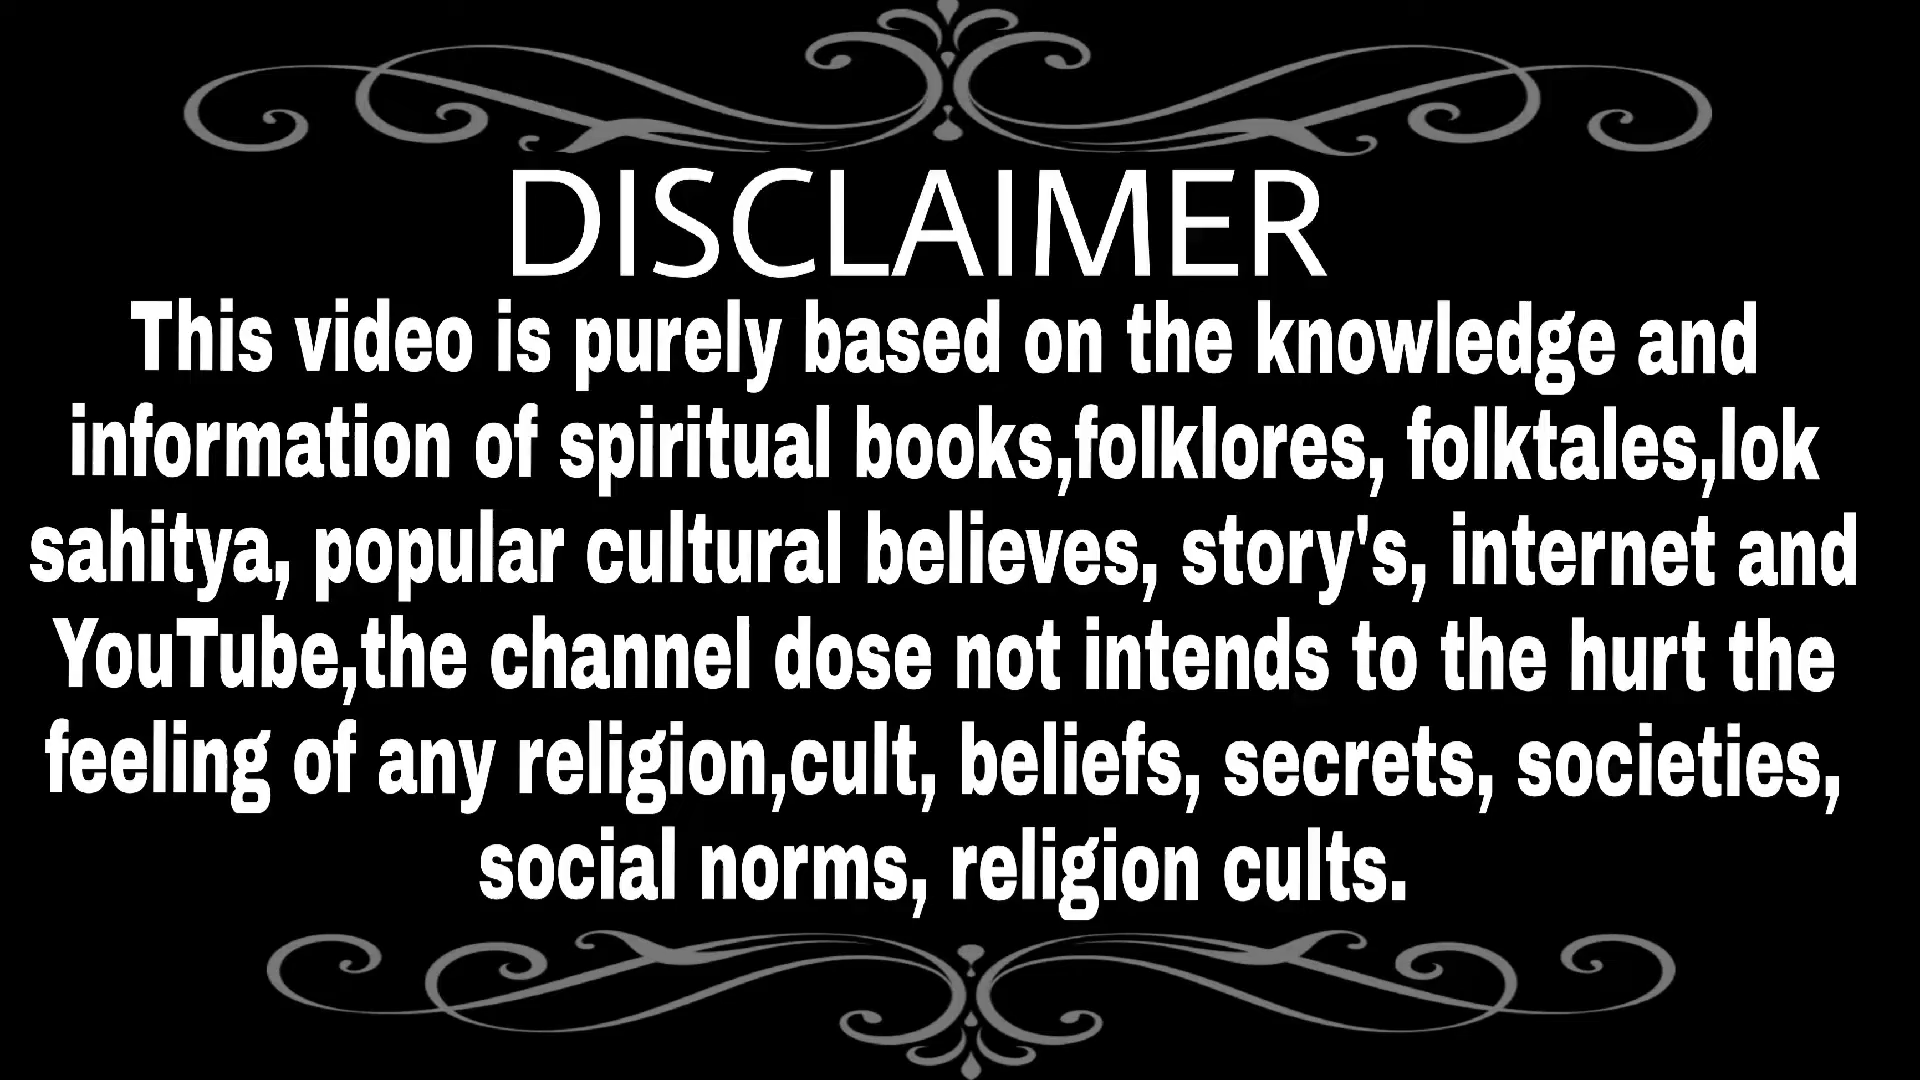 DISCLAIMER
This video is purely based on the knowledge and
information of spiritual books,folklores, folktales,lok
sahitya, popular cultural believes, story's, internet and
YouTube,the channel dose not intends to the hurt the
feeling of any religion,cult, beliefs, secrets, societies,
social norms, religion cults.